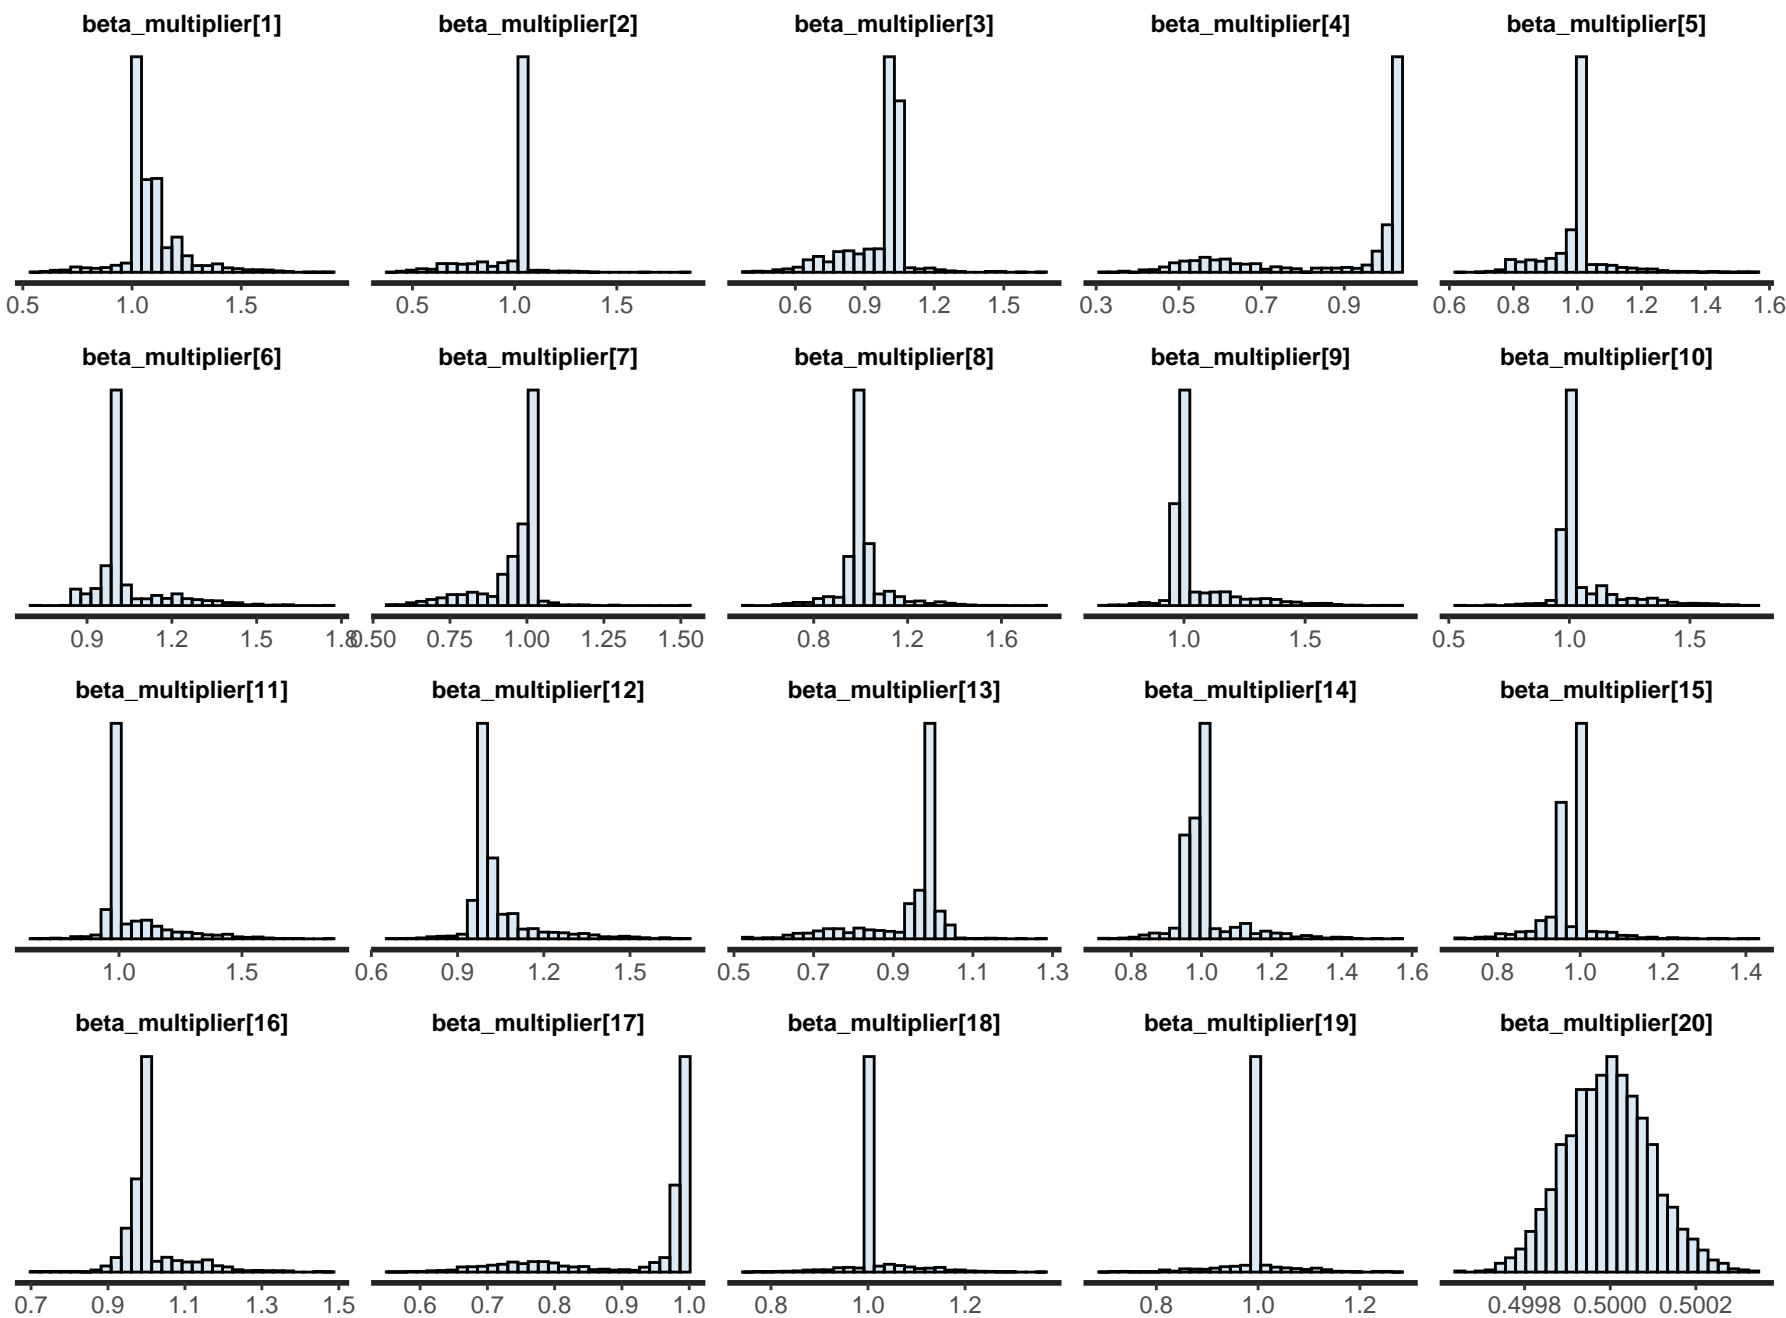 beta_multiplier[1] beta_multiplier[2] beta_multiplier[3] beta_multiplier[4] beta_multiplier[5]
0.5 1.0 1.5 0.5 1.0 1.5 0.6 0.9 1.2 1.5 0.3 0.5 0.7 0.9 0.6 0.8 1.0 1.2 1.4 1.6
beta_multiplier[6] beta_multiplier[7] beta_multiplier[8] beta_multiplier[9] beta_multiplier[10]
0.9 1.2 1.5 1.8 0.50 0.75 1.00 1.25 1.50 0.8 1.2 1.6 1.0 1.5 0.5 1.0 1.5
beta_multiplier[11] beta_multiplier[12] beta_multiplier[13] beta_multiplier[14] beta_multiplier[15]
1.0 1.5 0.6 0.9 1.2 1.5 0.5 0.7 0.9 1.1 1.3 0.8 1.0 1.2 1.4 1.6 0.8 1.0 1.2 1.4
beta_multiplier[16] beta_multiplier[17] beta_multiplier[18] beta_multiplier[19] beta_multiplier[20]
0.7 0.9 1.1 1.3 1.5 0.6 0.7 0.8 0.9 1.0 0.8 1.0 1.2 0.8 1.0 1.2 0.4998 0.5000 0.5002